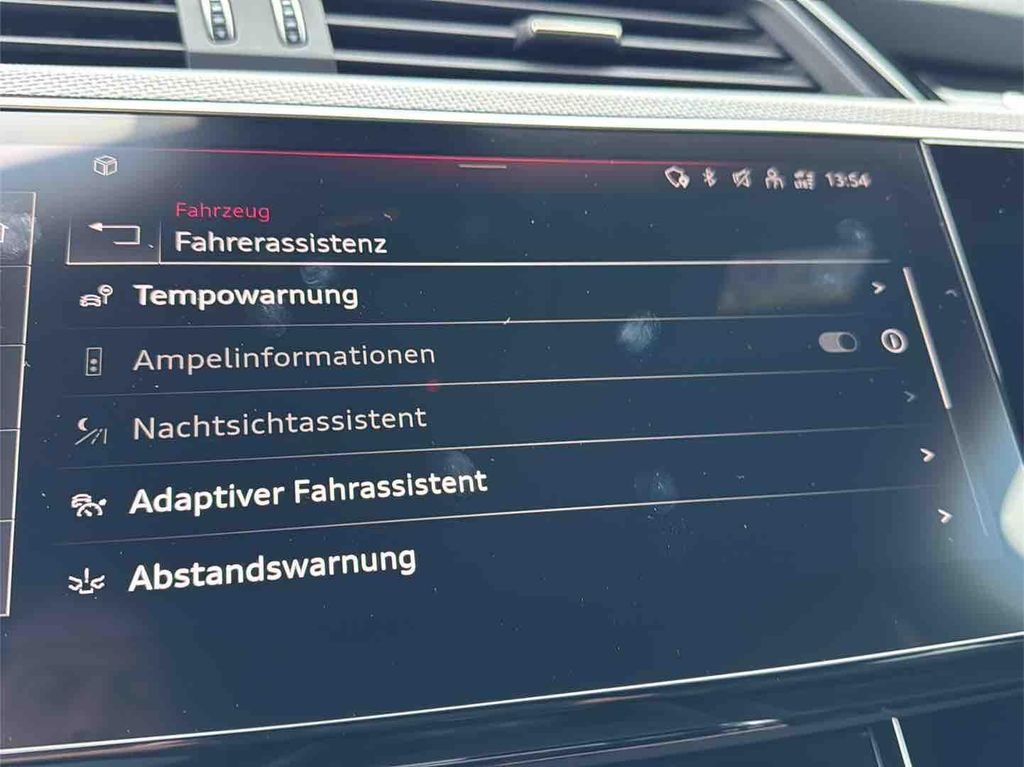 13:54
Fahrzeug
Fahrerassistenz
Tempowarnung
Ampelinformationen
Nachtsichtassistent
Adaptiver Fahrassistent
Abstandswarnung